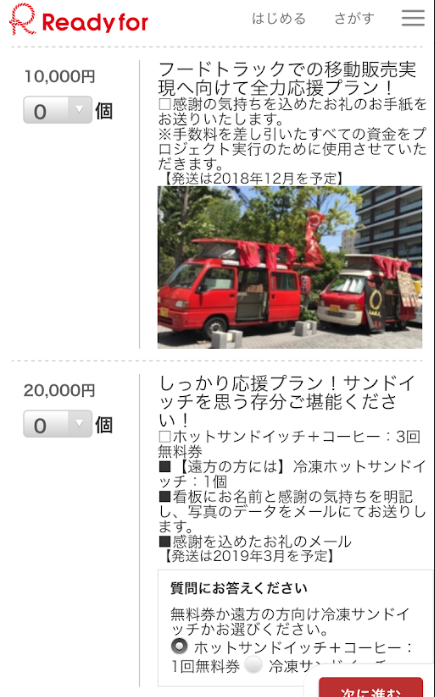 Readyfor
はじめる さがす
10,000円
0 個
フードトラックでの移動販売実
現へ向けて全力応援プラン！
□感謝の気持ちを込めたお礼のお手紙を
お送りいたします。
※手数料を差し引いたすべての資金をプ
ロジェクト実行のために使用させていた
だきます。
【発送は2018年12月を予定】
20,000円
0 個
しっかり応援プラン！サンドイ
ッチを思う存分ご堪能くださ
い！
□ホットサンドイッチ＋コーヒー：3回
無料券
■【遠方の方には】冷凍ホットサンドイ
ッチ：1個
■看板にお名前と感謝の気持ちを明記
し、写真のデータをメールにてお送りし
ます。
■感謝を込めたお礼のメール
【発送は2019年3月を予定】
質問にお答えください
無料券か遠方の方向け冷凍サンドイ
ッチかお選びください。
ホットサンドイッチ＋コーヒー：
1回無料券 冷凍サンドイッチ
次に進む